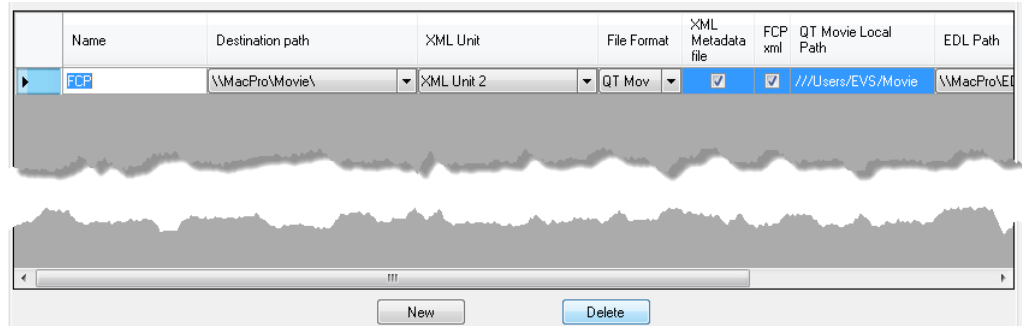 Name Destination path XML Unit File Format XML Metadata file FCP xml QT Movie Local Path EDL Path
FCP \\MacPro\Movie\ XML Unit 2 QT Mov ///Users/EVS/Movie \\MacPro\ED
New Delete